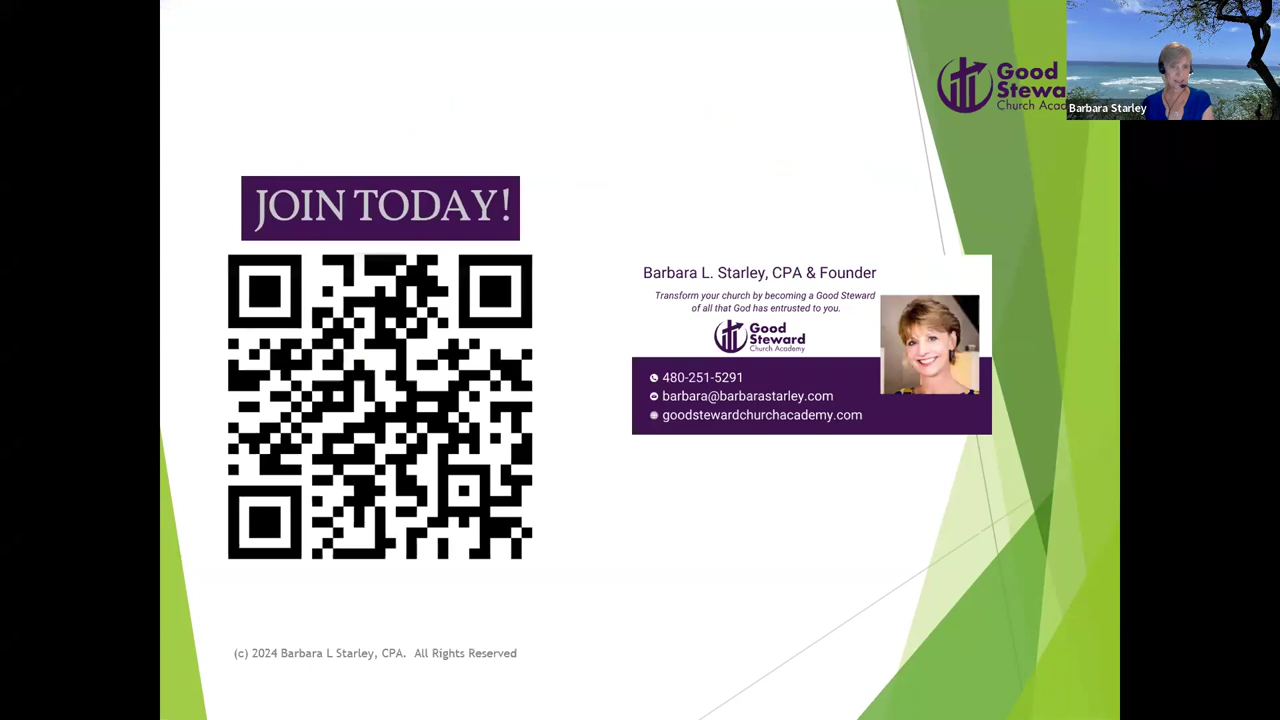 Good
Stewa
Church Acad
Barbara Starley
JOIN TODAY!
Barbara L. Starley, CPA & Founder
Transform your church by becoming a Good Steward
of all that God has entrusted to you.
Good
Steward
Church Academy
480-251-5291
barbara@barbarastarley.com
goodstewardchurchacademy.com
(c) 2024 Barbara L Starley, CPA. All Rights Reserved